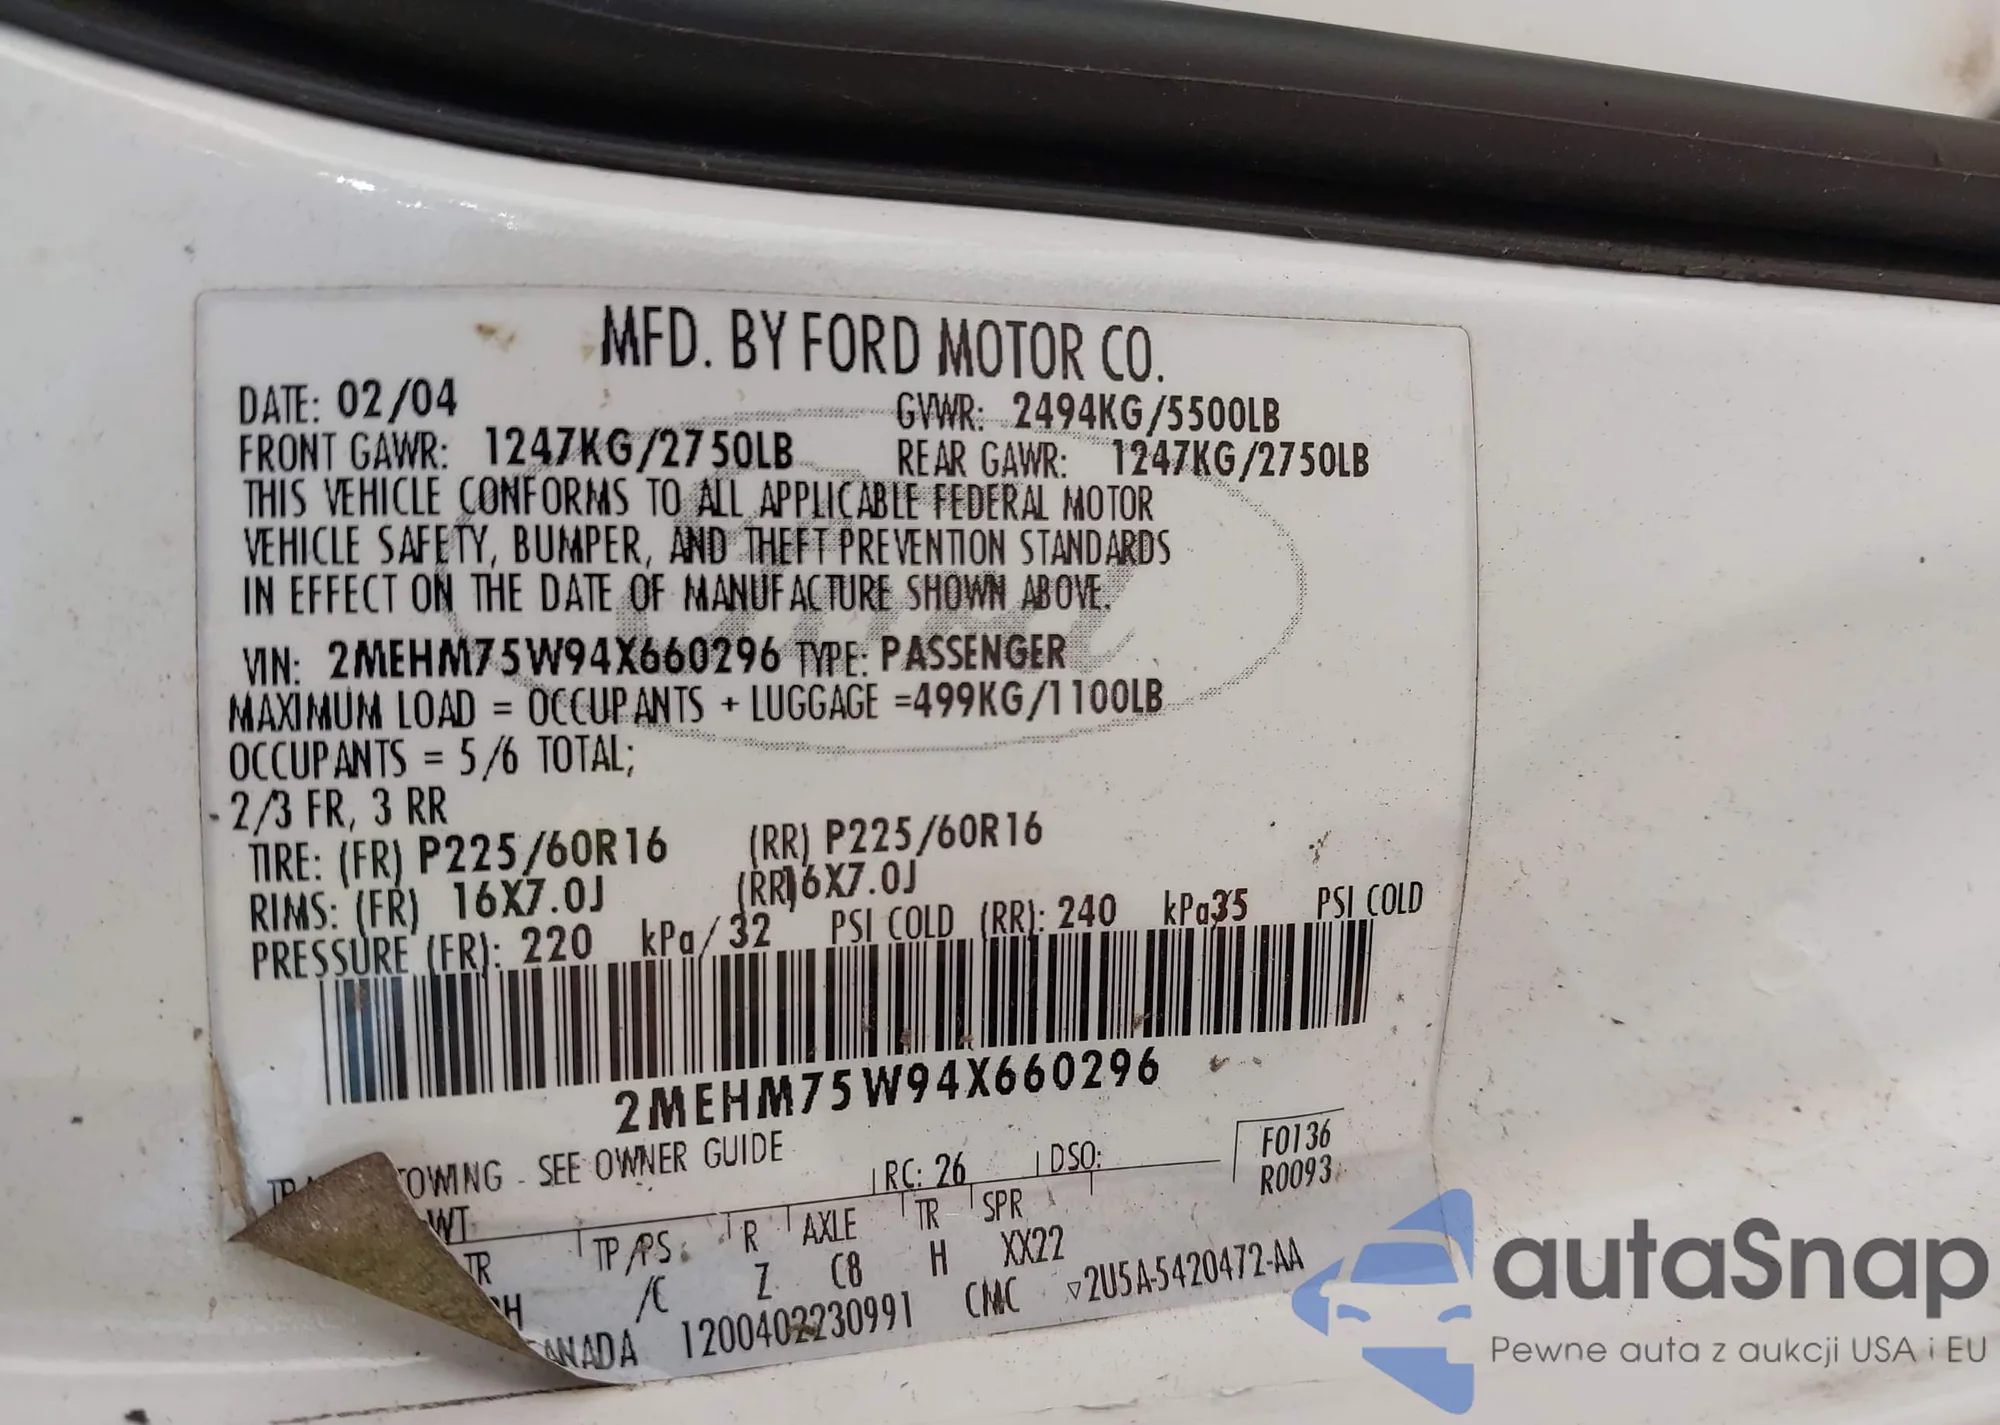 MFD. BY FORD MOTOR CO.
DATE: 02/04 GVWR: 2494KG/5500LB
FRONT GAWR: 1247KG/2750LB REAR GAWR: 1247KG/2750LB
THIS VEHICLE CONFORMS TO ALL APPLICABLE FEDERAL MOTOR
VEHICLE SAFETY, BUMPER, AND THEFT PREVENTION STANDARDS
IN EFFECT ON THE DATE OF MANUFACTURE SHOWN ABOVE.
VIN: 2MEHM75W94X660296 TYPE: PASSENGER
MAXIMUM LOAD = OCCUPANTS + LUGGAGE =499KG/1100LB
OCCUPANTS = 5/6 TOTAL;
2/3 FR, 3 RR
TIRE: (FR) P225/60R16 (RR) P225/60R16
RIMS: (FR) 16X7.0J (RR)16X7.0J
PRESSURE (FR): 220 kPa/ 32 PSI COLD (RR): 240 kPa/35 PSI COLD
2MEHM75W94X660296
TOWING - SEE OWNER GUIDE RC: 26 DSO: F0136
R0093
WT
TR TP/PS R AXLE TR SPR
/C Z C8 H XX22
ANADA 1200402230991 CMC ▿2U5A-5420472-AA
autaSnap
Pewne auta z aukcji USA i EU